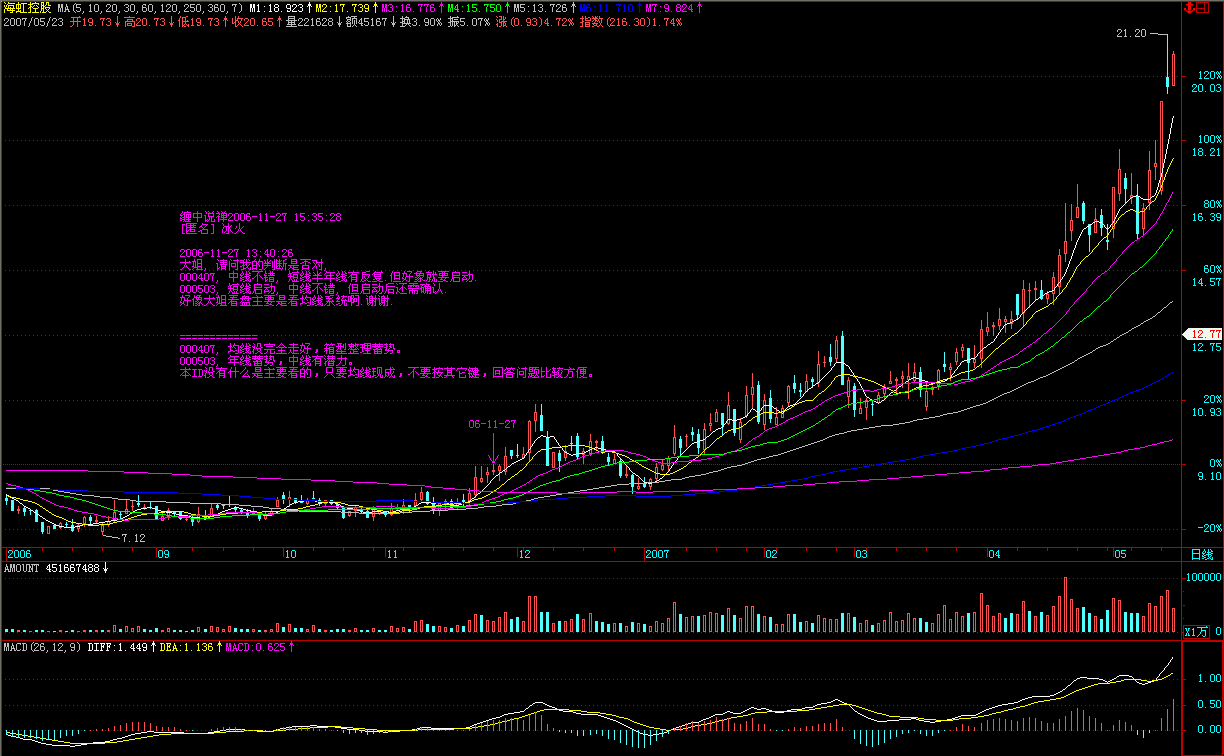 海虹控股 MA(5,10,20,30,60,120,250,360,7) M1:18.923↑M2:17.739↑M3:16.776↑M4:15.750↑M5:13.726↑M6:11.710↑M7:9.824↑
2007/05/23 开19.73↓高20.73↓低19.73↑收20.65↑量221628↓额45167↓换3.90% 振5.07% 涨(0.93)4.72% 指数(216.30)1.74%
21.20
120%
20.03
100%
18.21
80%
16.39
60%
14.57
12.77
12.75
20%
10.93
0%
9.10
-20%
缠中说禅2006-11-27 15:35:28
[匿名] 冰火
2006-11-27 13:40:26
大姐, 请问我的判断是否对,
000407, 中线不错, 短线半年线有反复.但好象就要启动.
000503, 短线启动, 中线不错, 但启动后还需确认.
好像大姐看盘主要是看均线系统啊.谢谢.
=============
000407, 均线没完全走好，箱型整理蓄势。
000503, 年线蓄势，中线有潜力。
本ID没有什么是主要看的，只要均线现成，不要按其它键，回答问题比较方便。
06-11-27
7.12
2006 09 10 11 12 2007 02 03 04 05 日线
AMOUNT 451667488↓
100000
X1万 0
MACD(26,12,9) DIFF:1.449↑DEA:1.136↑MACD:0.625↑
1.00
0.50
0.00